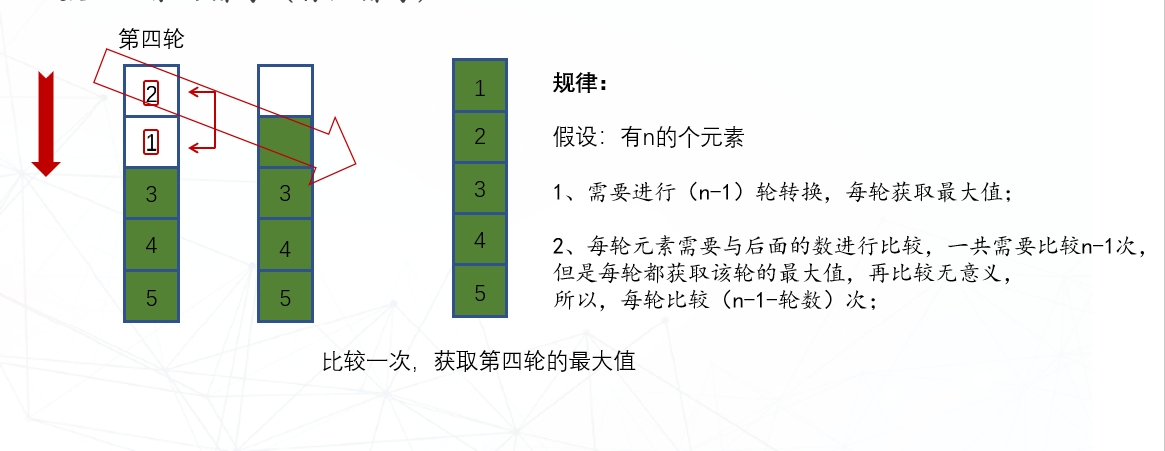 第四轮
2
1
3
4
5
3
4
5
1
2
3
4
5
规律：
假设：有n的个元素
1、需要进行（n-1）轮转换，每轮获取最大值；
2、每轮元素需要与后面的数进行比较，一共需要比较n-1次，
但是每轮都获取该轮的最大值，再比较无意义，
所以，每轮比较（n-1-轮数）次；
比较一次，获取第四轮的最大值